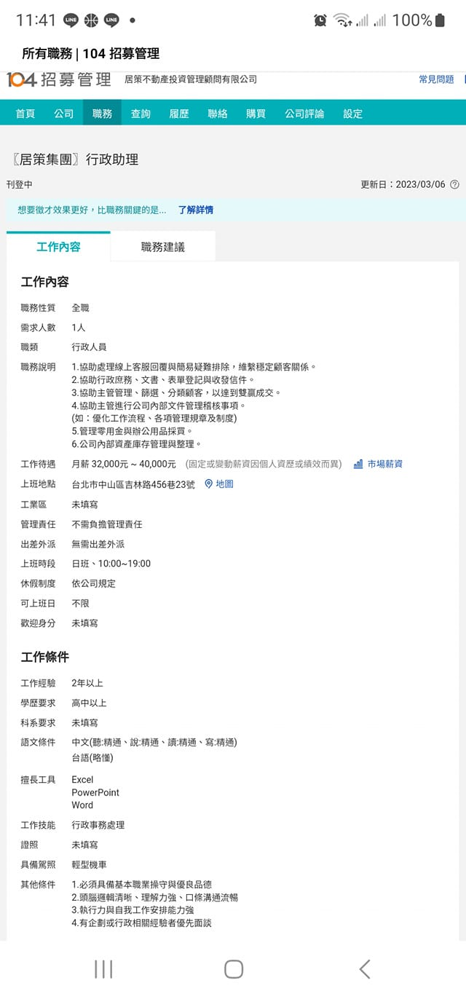 11:41 LINE LINE 100%
所有職務 | 104 招募管理
104 招募管理 居策不動產投資管理顧問有限公司 常見問題
首頁 公司 職務 查詢 履歷 聯絡 購買 公司評論 設定
〖居策集團〗行政助理
刊登中 更新日：2023/03/06
想要徵才效果更好，比職務關鍵的是... 了解詳情
工作內容 職務建議
工作內容
職務性質 全職
需求人數 1人
職類 行政人員
職務說明 1.協助處理線上客服回覆與簡易疑難排除，維繫穩定顧客關係。
2.協助行政庶務、文書、表單登記與收發信件。
3.協助主管管理、篩選、分類顧客，以達到雙贏成交。
4.協助主管進行公司內部文件管理稽核事項。
(如：優化工作流程、各項管理規章及制度)
5.管理零用金與辦公用品採買。
6.公司內部資產庫存管理與整理。
工作待遇 月薪 32,000元 ~ 40,000元 (固定或變動薪資因個人資歷或績效而異) 市場薪資
上班地點 台北市中山區吉林路456巷23號 地圖
工業區 未填寫
管理責任 不需負擔管理責任
出差外派 無需出差外派
上班時段 日班、10:00~19:00
休假制度 依公司規定
可上班日 不限
歡迎身分 未填寫
工作條件
工作經驗 2年以上
學歷要求 高中以上
科系要求 未填寫
語文條件 中文(聽:精通、說:精通、讀:精通、寫:精通)
台語(略懂)
擅長工具 Excel
PowerPoint
Word
工作技能 行政事務處理
證照 未填寫
具備駕照 輕型機車
其他條件 1.必須具備基本職業操守與優良品德
2.頭腦邏輯清晰、理解力強、口條溝通流暢
3.執行力與自我工作安排能力強
4.有企劃或行政相關經驗者優先面談